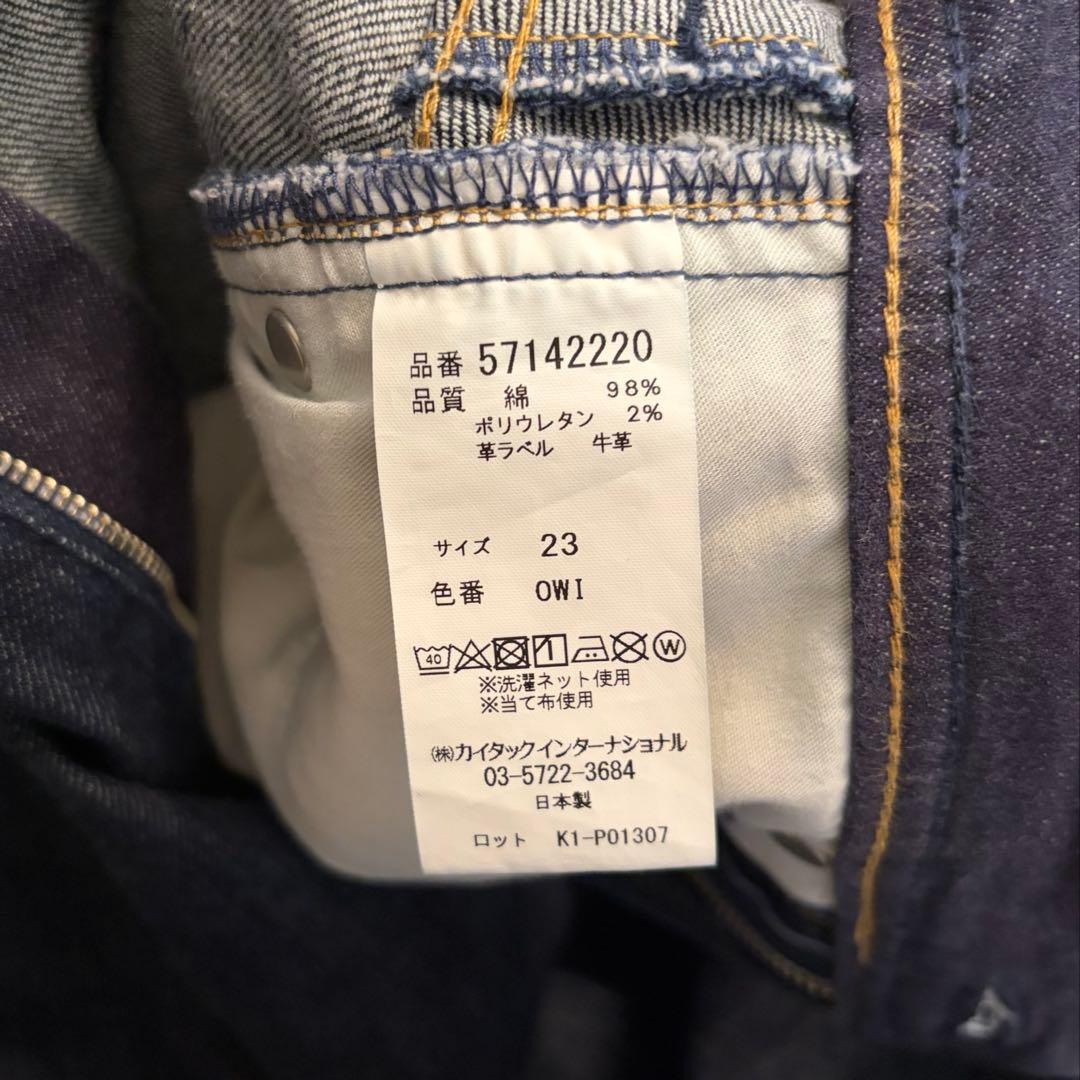 品番 57142220
品質 綿 98%
ポリウレタン 2%
革ラベル 牛革
サイズ 23
色番 OWI
40 W
※洗濯ネット使用
※当て布使用
㈱カイタックインターナショナル
03-5722-3684
日本製
ロット K1-P01307